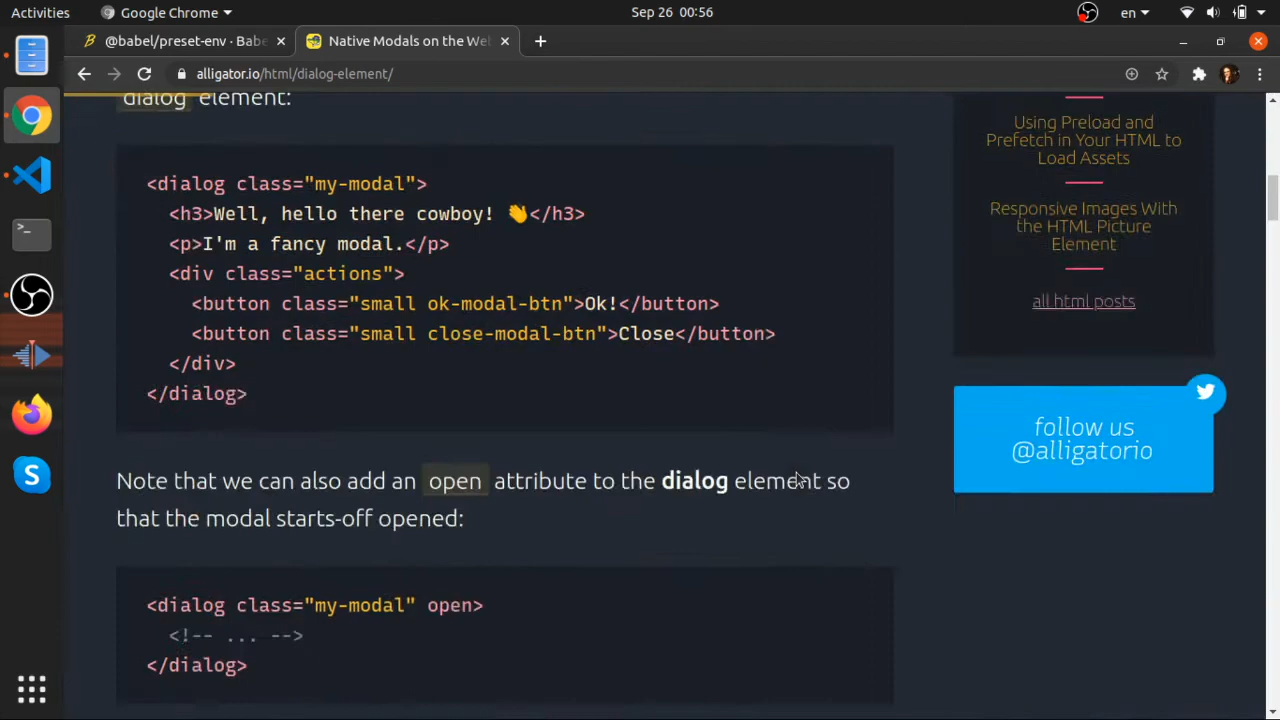 Activities
Google Chrome
Sep 26 00:56
en
@babel/preset-env · Babe
Native Modals on the We
alligator.io/html/dialog-element/
dialog element:
<dialog class="my-modal">
<h3>Well, hello there cowboy! 👋</h3>
<p>I'm a fancy modal.</p>
<div class="actions">
<button class="small ok-modal-btn">Ok!</button>
<button class="small close-modal-btn">Close</button>
</div>
</dialog>
Note that we can also add an open attribute to the dialog element so
that the modal starts-off opened:
<dialog class="my-modal" open>
<!-- ... -->
</dialog>
Using Preload and
Prefetch in Your HTML to
Load Assets
Responsive Images With
the HTML Picture
Element
all html posts
follow us
@alligatorio